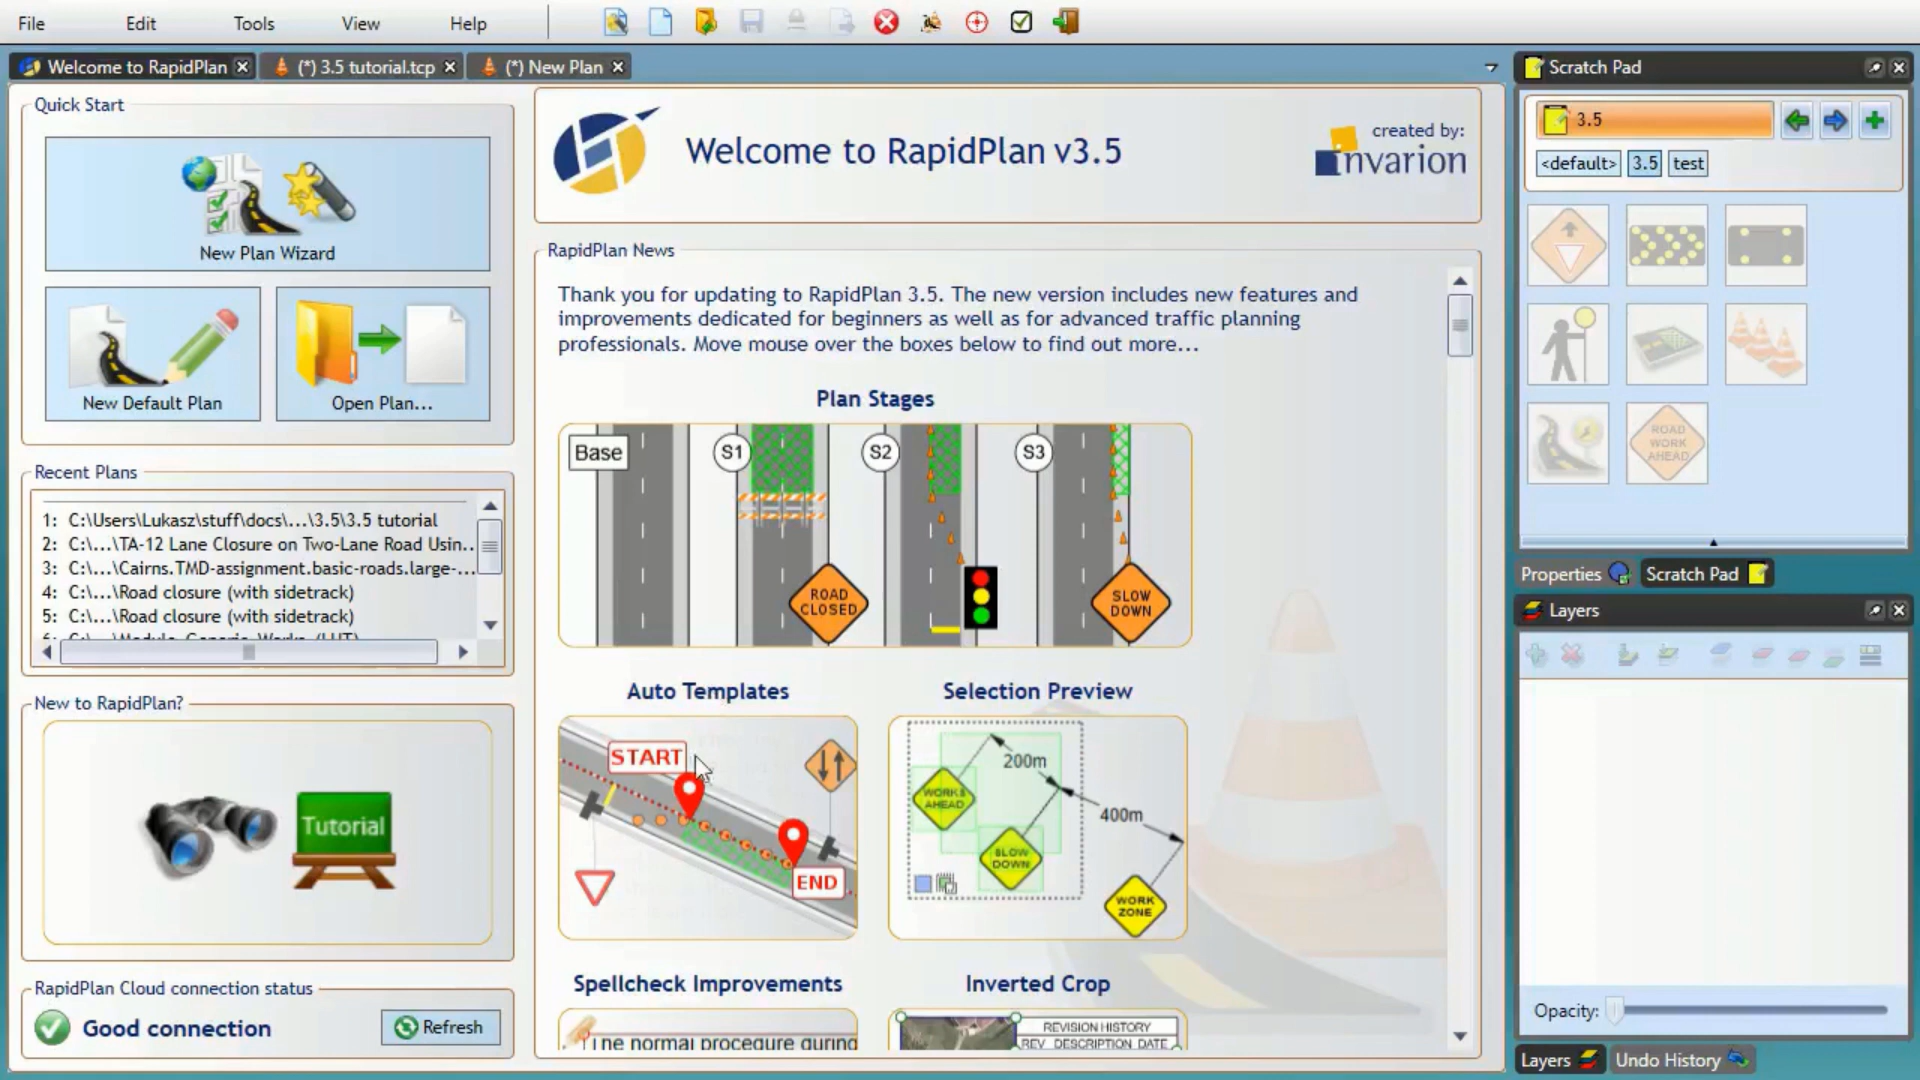 File Edit Tools View Help
Welcome to RapidPlan
(*) 3.5 tutorial.tcp
(*) New Plan
Quick Start
New Plan Wizard
New Default Plan
Open Plan...
Recent Plans
1: C:\Users\Lukasz\stuff\docs\...\3.5\3.5 tutorial
2: C:\...\TA-12 Lane Closure on Two-Lane Road Usin..
3: C:\...\Cairns.TMD-assignment.basic-roads.large-...
4: C:\...\Road closure (with sidetrack)
5: C:\...\Road closure (with sidetrack)
New to RapidPlan?
Tutorial
RapidPlan Cloud connection status
Good connection
Refresh
Welcome to RapidPlan v3.5
created by:
invarion
RapidPlan News
Thank you for updating to RapidPlan 3.5. The new version includes new features and
improvements dedicated for beginners as well as for advanced traffic planning
professionals. Move mouse over the boxes below to find out more...
Plan Stages
Base S1 S2 S3
ROAD
CLOSED
SLOW
DOWN
Auto Templates
START
END
Selection Preview
200m
400m
WORKS
AHEAD
SLOW
DOWN
WORK
ZONE
Spellcheck Improvements
The normal procedure during
Inverted Crop
REVISION HISTORY
REV DESCRIPTION DATE
Scratch Pad
3.5
<default> 3.5 test
ROAD
WORK
AHEAD
Properties
Scratch Pad
Layers
Opacity:
Layers
Undo History